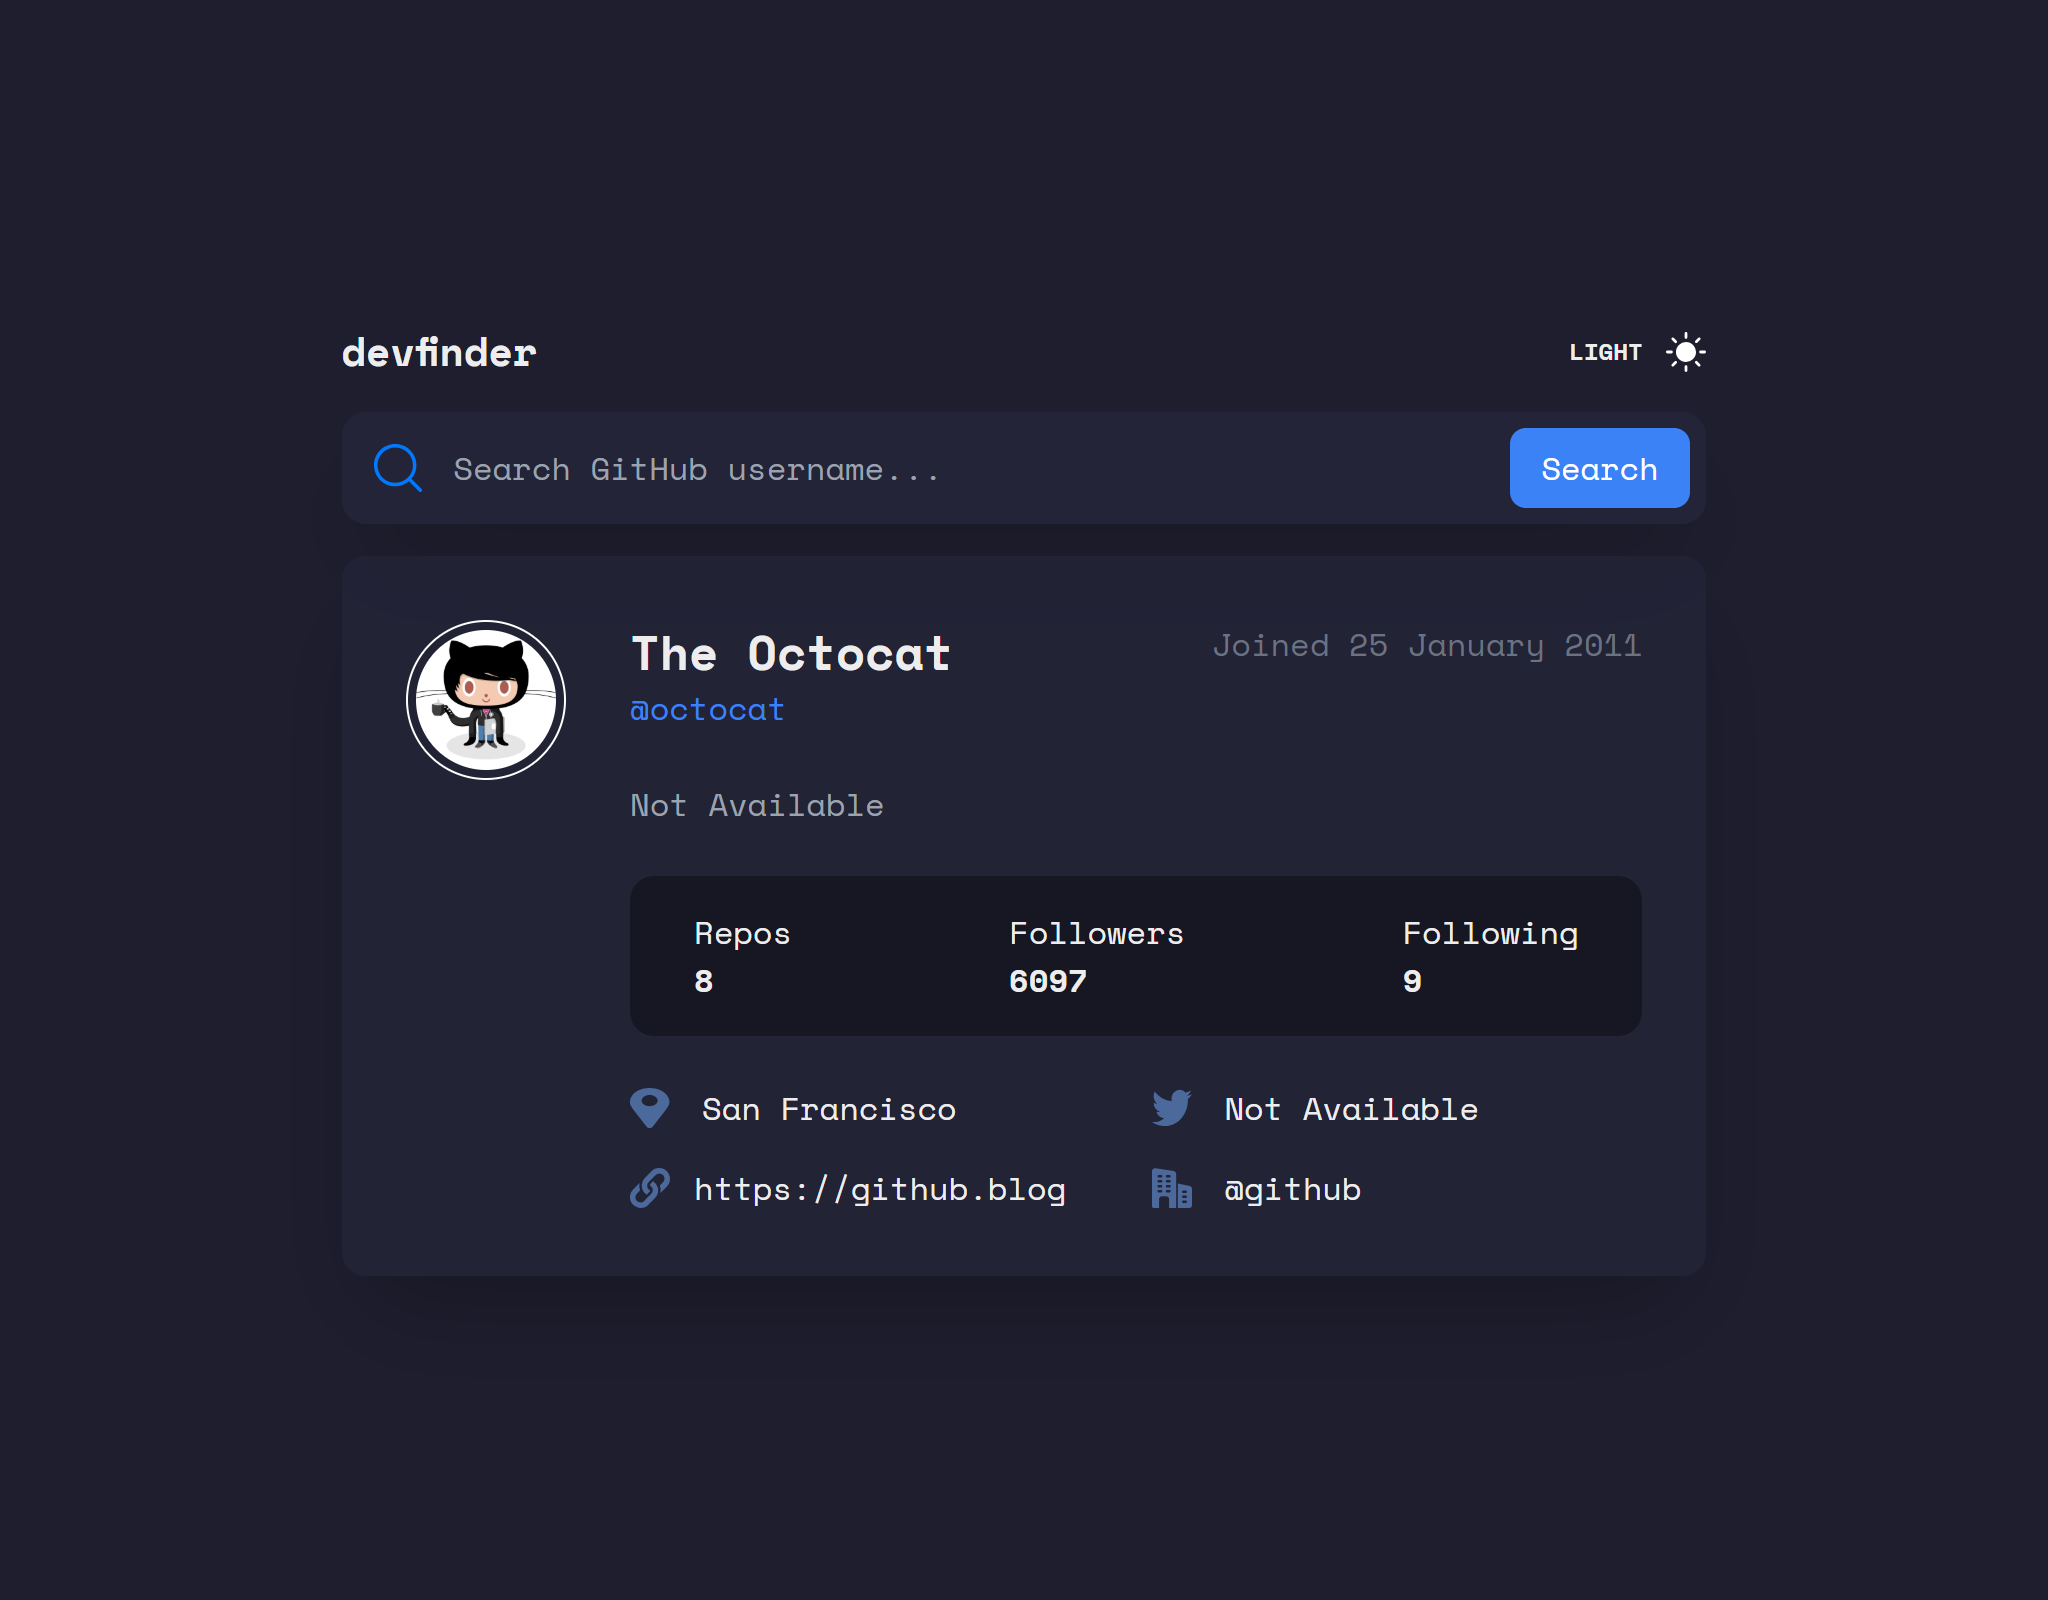 devfinder
LIGHT
Search GitHub username...
Search
The Octocat
Joined 25 January 2011
@octocat
Not Available
Repos
Followers
Following
8
6097
9
San Francisco
Not Available
https://github.blog
@github